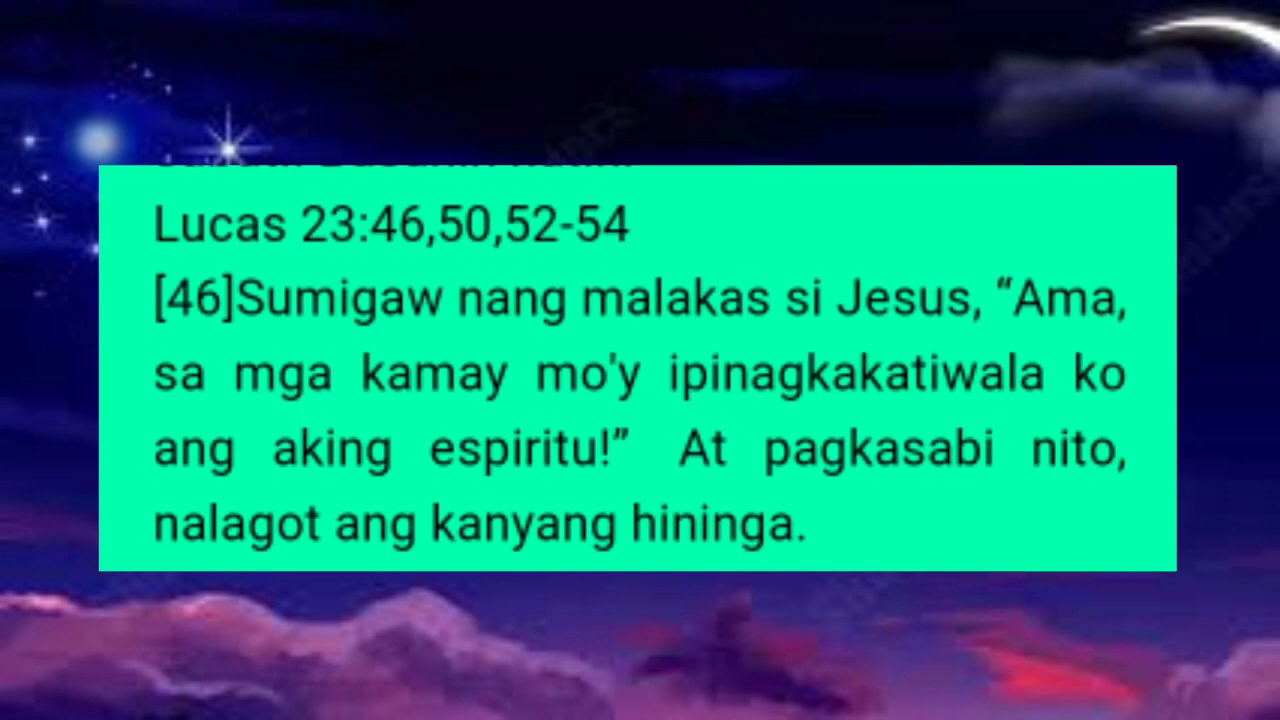 Lucas 23:46,50,52-54
[46]Sumigaw nang malakas si Jesus, “Ama,
sa mga kamay mo'y ipinagkakatiwala ko
ang aking espiritu!” At pagkasabi nito,
nalagot ang kanyang hininga.